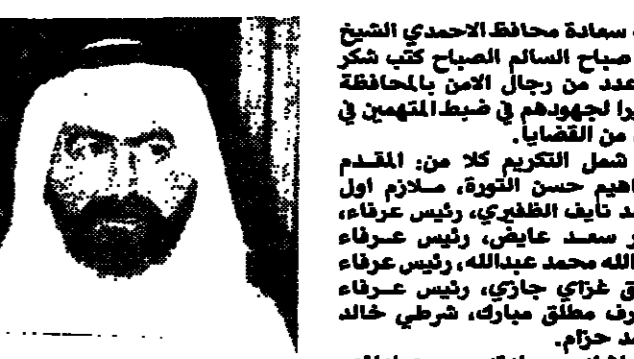 سعادة محافظ الاحمدي الشيخ
صباح السالم الصباح كتب شكر
عدد من رجال الامن بالمحافظة
لجهودهم في ضبط المتهمين في
من القضايا.
شمل التكريم كلا من: المقدم
حسن التورة، ملازم اول
نايف الظفيري، رئيس عرفاء،
سعد عايض، رئيس عرفاء
محمد عبدالله، رئيس عرفاء
غزاي جازي، رئيس عرفاء
مطلق مبارك، شرطي خالد
حزام.